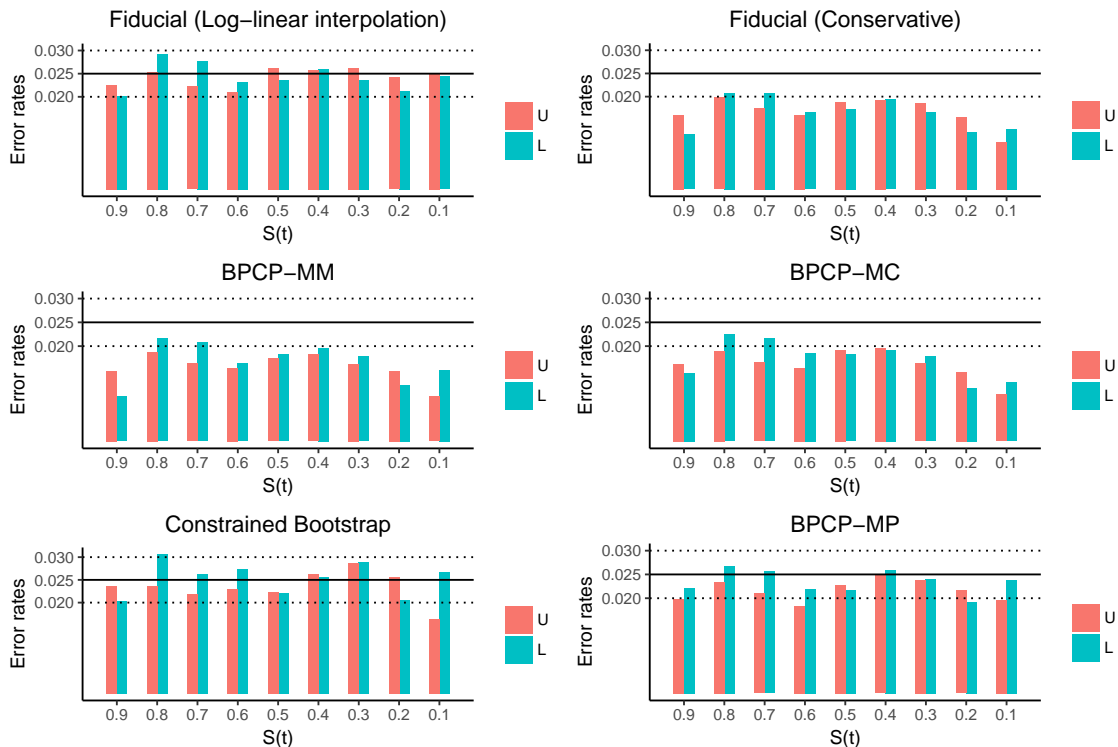 Fiducial (Log−linear interpolation)
0.030
0.025
0.020
Error rates
U
L
0.9 0.8 0.7 0.6 0.5 0.4 0.3 0.2 0.1
S(t)
Fiducial (Conservative)
0.030
0.025
0.020
Error rates
U
L
0.9 0.8 0.7 0.6 0.5 0.4 0.3 0.2 0.1
S(t)
BPCP−MM
0.030
0.025
0.020
Error rates
U
L
0.9 0.8 0.7 0.6 0.5 0.4 0.3 0.2 0.1
S(t)
BPCP−MC
0.030
0.025
0.020
Error rates
U
L
0.9 0.8 0.7 0.6 0.5 0.4 0.3 0.2 0.1
S(t)
Constrained Bootstrap
0.030
0.025
0.020
Error rates
U
L
0.9 0.8 0.7 0.6 0.5 0.4 0.3 0.2 0.1
S(t)
BPCP−MP
0.030
0.025
0.020
Error rates
U
L
0.9 0.8 0.7 0.6 0.5 0.4 0.3 0.2 0.1
S(t)